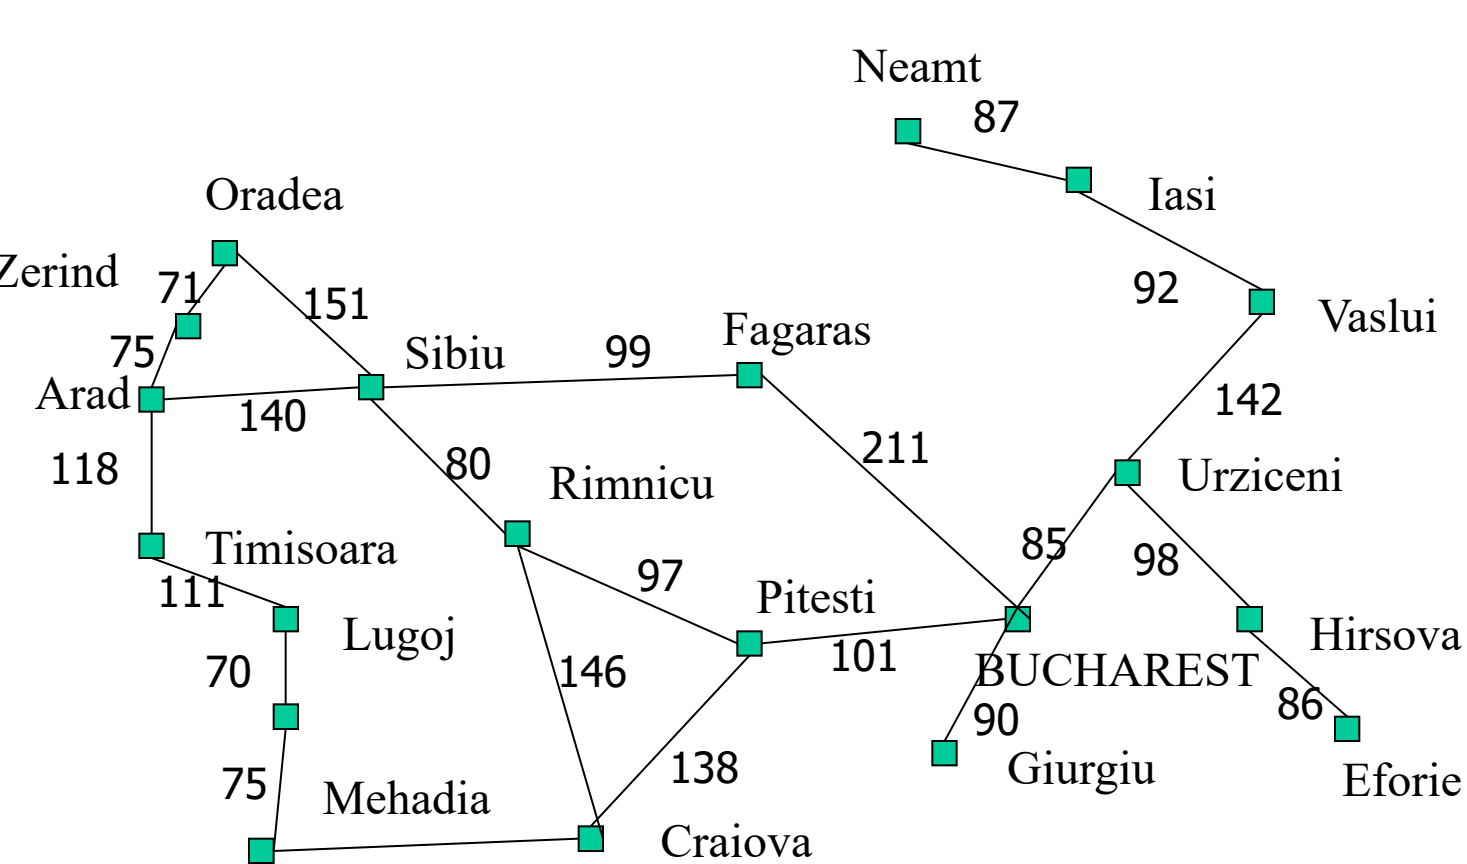 Neamt
87
Oradea
Iasi
Zerind
71
92
151
Vaslui
75
Sibiu
99
Fagaras
Arad
140
142
118
80
211
Rimnicu
Urziceni
Timisoara
85
98
111
97
Pitesti
Lugoj
Hirsova
70
146
101
BUCHAREST
86
90
75
138
Giurgiu
Eforie
Mehadia
Craiova